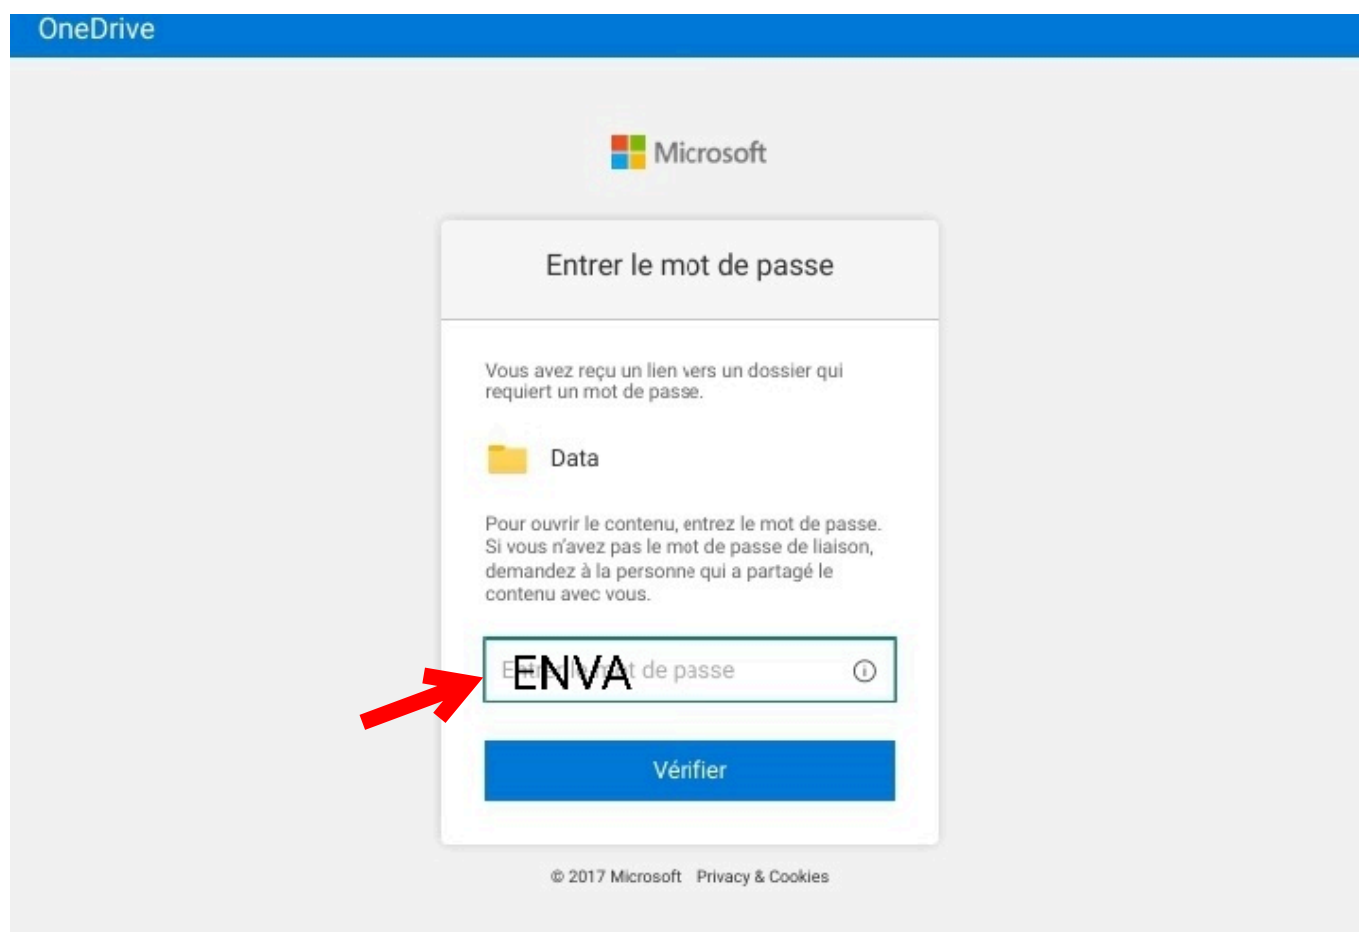 OneDrive
Microsoft
Entrer le mot de passe
Vous avez reçu un lien vers un dossier qui
requiert un mot de passe.
Data
Pour ouvrir le contenu, entrez le mot de passe.
Si vous n'avez pas le mot de passe de liaison,
demandez à la personne qui a partagé le
contenu avec vous.
Entrer le mot de passe
ENVA
Vérifier
© 2017 Microsoft Privacy & Cookies